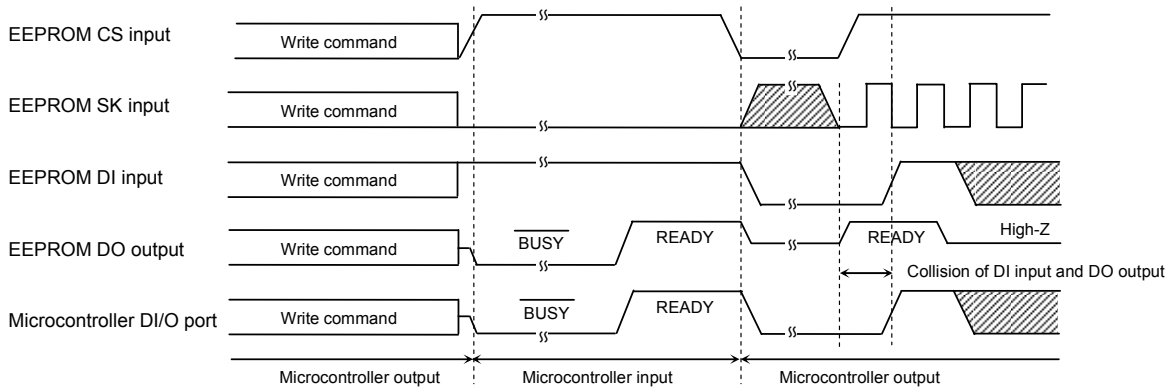 EEPROM CS input
Write command
EEPROM SK input
Write command
EEPROM DI input
Write command
EEPROM DO output
Write command
BUSY
READY
READY
High-Z
Collision of DI input and DO output
Microcontroller DI/O port
Write command
BUSY
READY
Microcontroller output
Microcontroller input
Microcontroller output